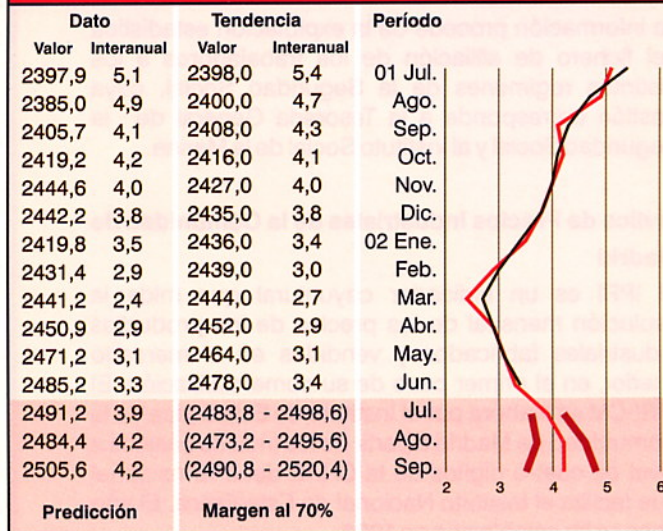 Dato Tendencia Período
Valor Interanual Valor Interanual
2397,9 5,1 2398,0 5,4 01 Jul.
2385,0 4,9 2400,0 4,7 Ago.
2405,7 4,1 2408,0 4,3 Sep.
2419,2 4,2 2416,0 4,1 Oct.
2444,6 4,0 2427,0 4,0 Nov.
2442,2 3,8 2435,0 3,8 Dic.
2419,8 3,5 2436,0 3,4 02 Ene.
2431,4 2,9 2439,0 3,0 Feb.
2441,2 2,4 2444,0 2,7 Mar.
2450,9 2,9 2452,0 2,9 Abr.
2471,2 3,1 2464,0 3,1 May.
2485,2 3,3 2478,0 3,4 Jun.
2491,2 3,9 (2483,8 - 2498,6) Jul.
2484,4 4,2 (2473,2 - 2495,6) Ago.
2505,6 4,2 (2490,8 - 2520,4) Sep.
2 3 4 5 6
Predicción Margen al 70%